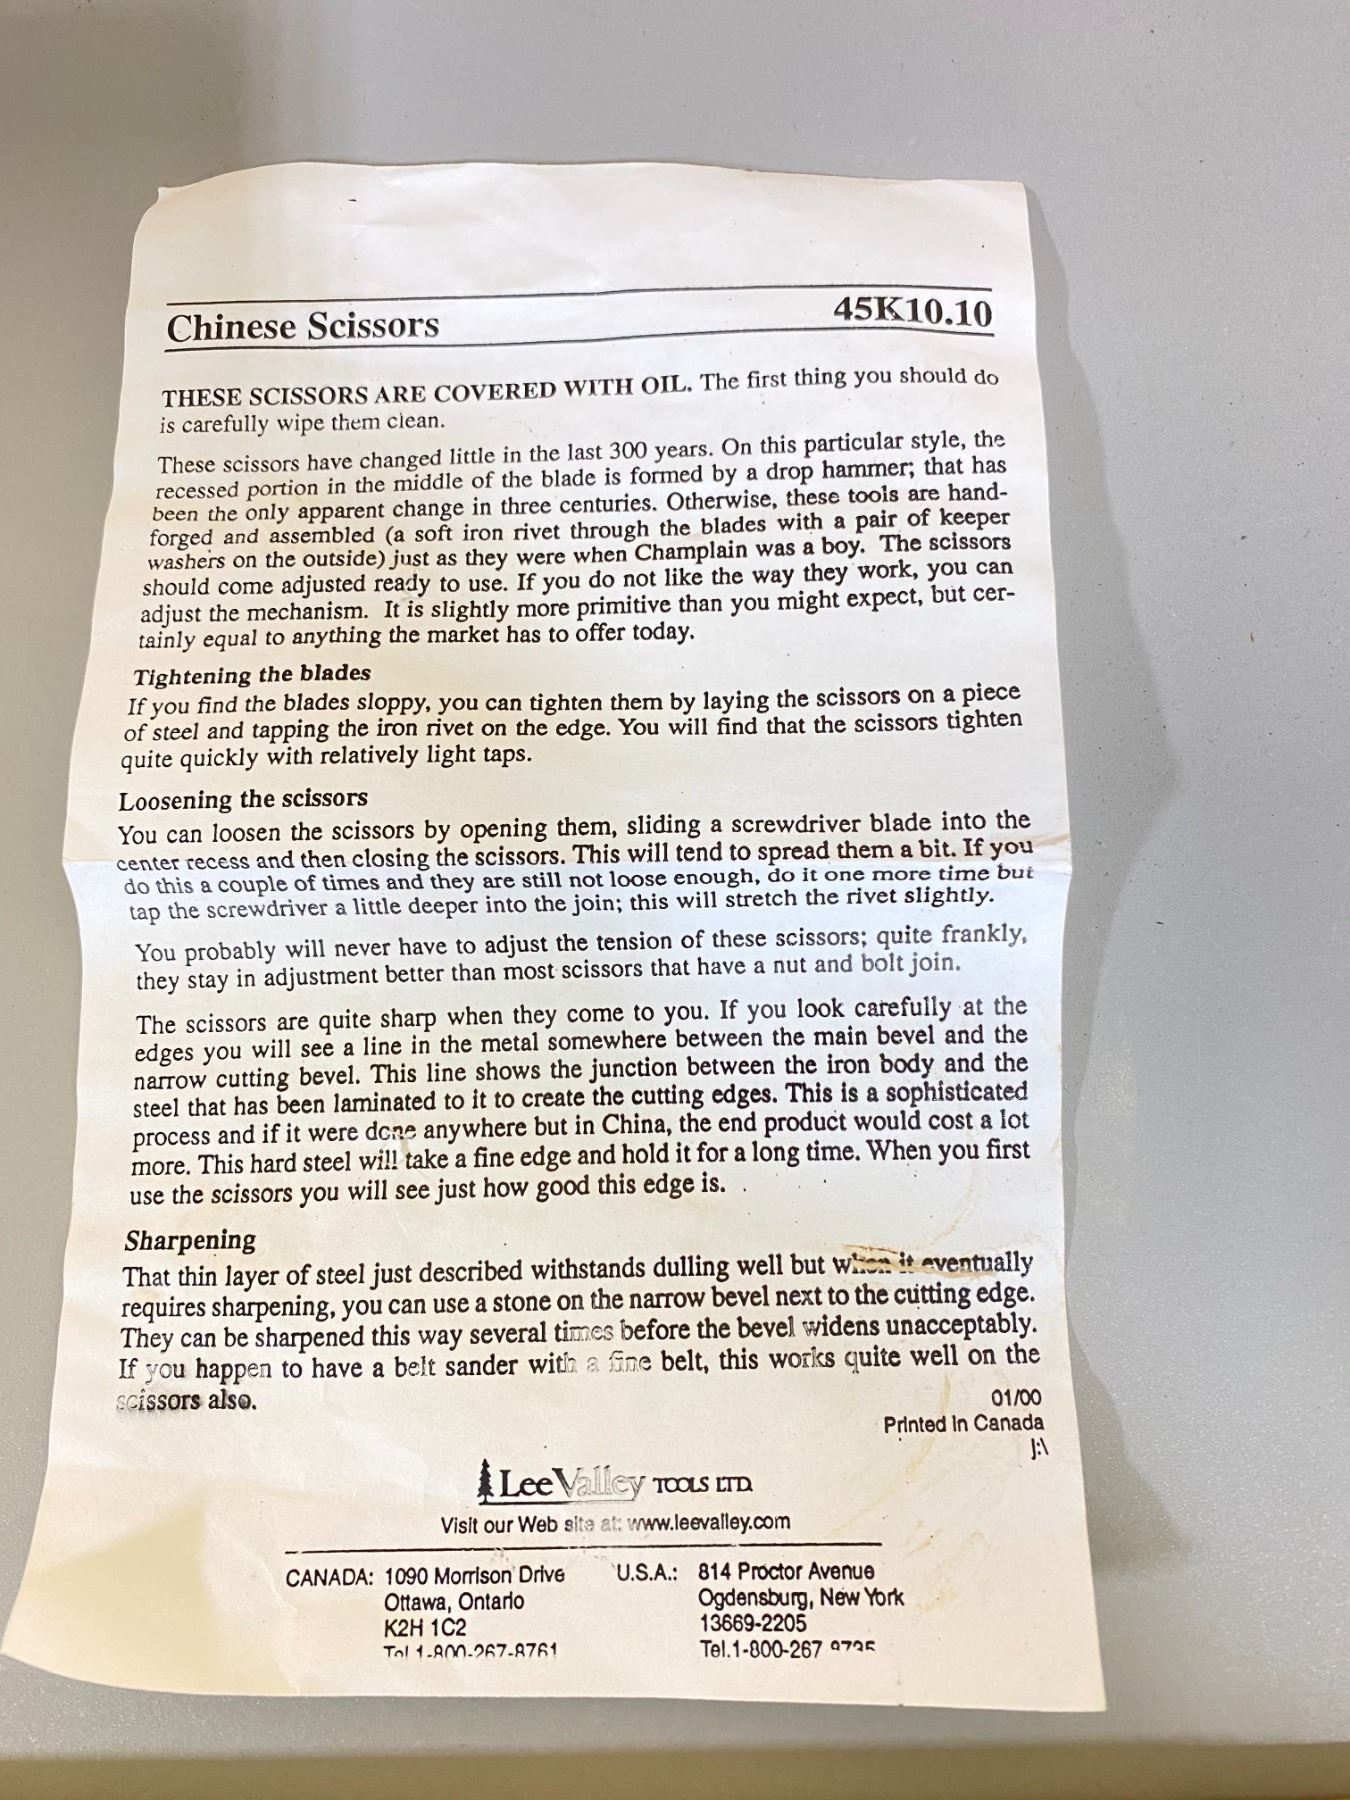 Chinese Scissors 45K10.10
THESE SCISSORS ARE COVERED WITH OIL. The first thing you should do
is carefully wipe them clean.
These scissors have changed little in the last 300 years. On this particular style, the
recessed portion in the middle of the blade is formed by a drop hammer; that has
been the only apparent change in three centuries. Otherwise, these tools are hand-
forged and assembled (a soft iron rivet through the blades with a pair of keeper
washers on the outside) just as they were when Champlain was a boy. The scissors
should come adjusted ready to use. If you do not like the way they work, you can
adjust the mechanism. It is slightly more primitive than you might expect, but cer-
tainly equal to anything the market has to offer today.
Tightening the blades
If you find the blades sloppy, you can tighten them by laying the scissors on a piece
of steel and tapping the iron rivet on the edge. You will find that the scissors tighten
quite quickly with relatively light taps.
Loosening the scissors
You can loosen the scissors by opening them, sliding a screwdriver blade into the
center recess and then closing the scissors. This will tend to spread them a bit. If you
do this a couple of times and they are still not loose enough, do it one more time but
tap the screwdriver a little deeper into the join; this will stretch the rivet slightly.
You probably will never have to adjust the tension of these scissors; quite frankly,
they stay in adjustment better than most scissors that have a nut and bolt join.
The scissors are quite sharp when they come to you. If you look carefully at the
edges you will see a line in the metal somewhere between the main bevel and the
narrow cutting bevel. This line shows the junction between the iron body and the
steel that has been laminated to it to create the cutting edges. This is a sophisticated
process and if it were done anywhere but in China, the end product would cost a lot
more. This hard steel will take a fine edge and hold it for a long time. When you first
use the scissors you will see just how good this edge is.
Sharpening
That thin layer of steel just described withstands dulling well but when it eventually
requires sharpening, you can use a stone on the narrow bevel next to the cutting edge.
They can be sharpened this way several times before the bevel widens unacceptably.
If you happen to have a belt sander with a fine belt, this works quite well on the
scissors also.
01/00
Printed in Canada
J:\
Lee Valley TOOLS LTD.
Visit our Web site at: www.leevalley.com
CANADA: 1090 Morrison Drive U.S.A.: 814 Proctor Avenue
Ottawa, Ontario Ogdensburg, New York
K2H 1C2 13669-2205
Tel 1-800-267-8761 Tel.1-800-267